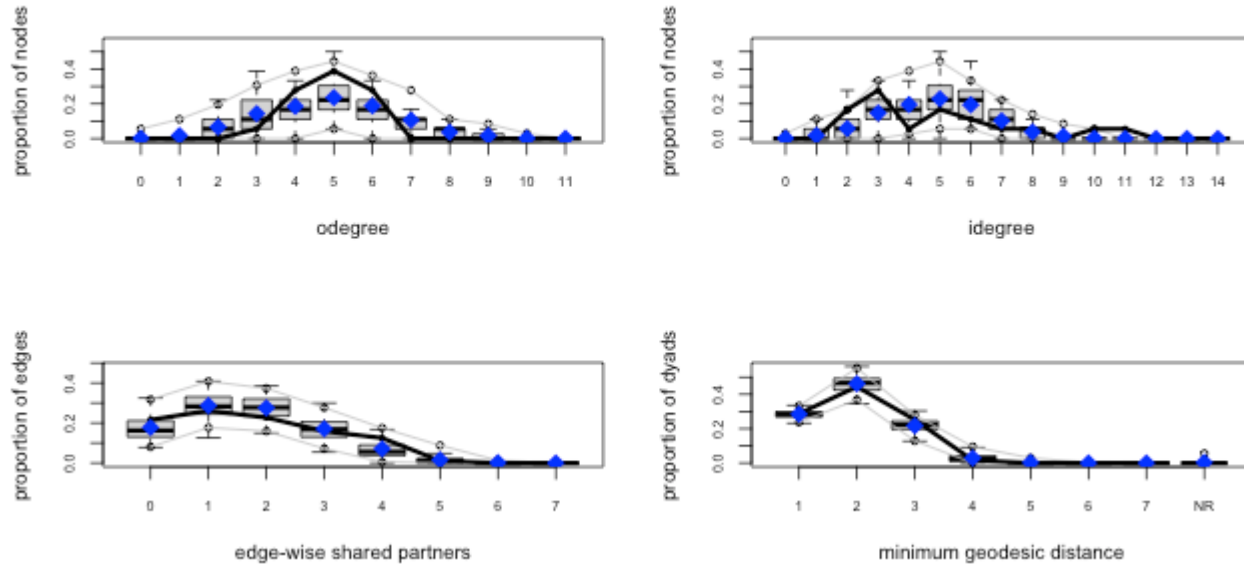 proportion of nodes
0.0 0.2 0.4
0 1 2 3 4 5 6 7 8 9 10 11
odegree
proportion of nodes
0.0 0.2 0.4
0 1 2 3 4 5 6 7 8 9 10 11 12 13 14
idegree
proportion of edges
0.0 0.2 0.4
0 1 2 3 4 5 6 7
edge-wise shared partners
proportion of dyads
0.0 0.2 0.4
1 2 3 4 5 6 7 NR
minimum geodesic distance